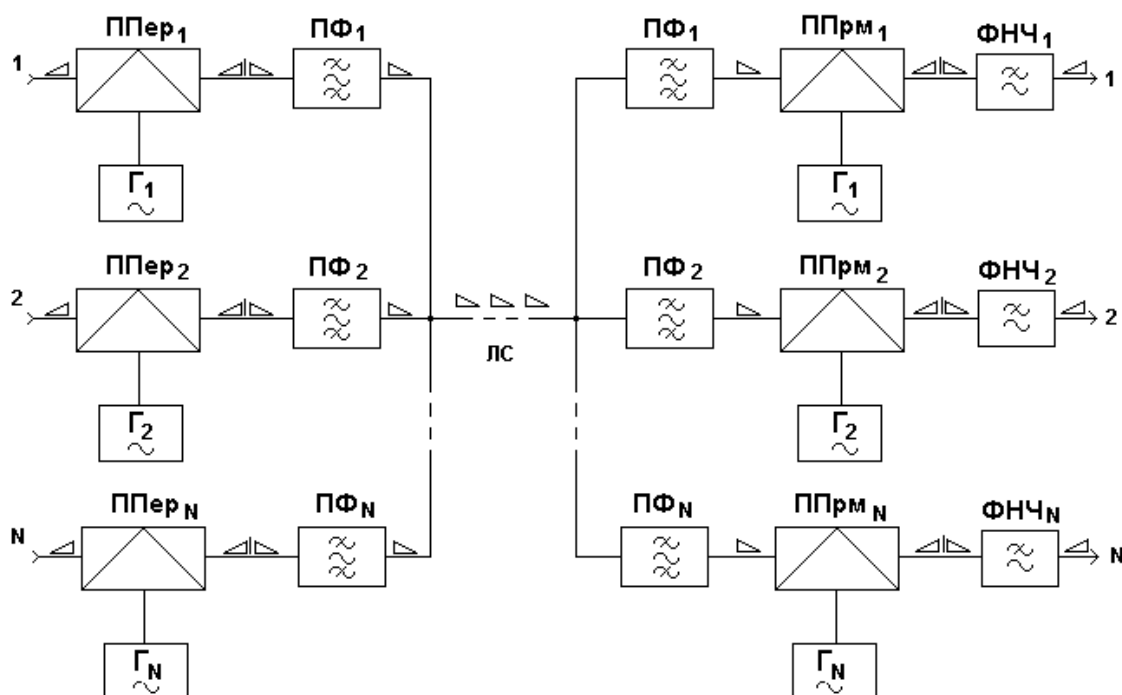 ППер1 ПФ1 ПФ1 ППрм1 ФНЧ1
1 1
Г1 Г1
ППер2 ПФ2 ПФ2 ППрм2 ФНЧ2
2 2
ЛС
Г2 Г2
ППерN ПФN ПФN ППрмN ФНЧN
N N
ГN ГN